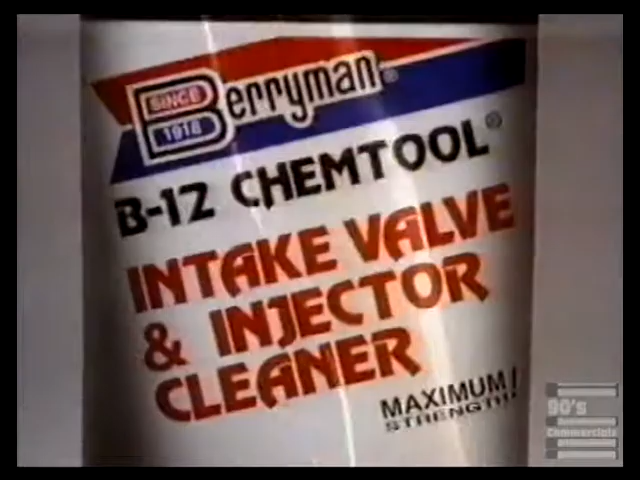 SINCE
1918
Berryman®
B-12 CHEMTOOL®
INTAKE VALVE
& INJECTOR
CLEANER
MAXIMUM
STRENGTH
90's
Commercials